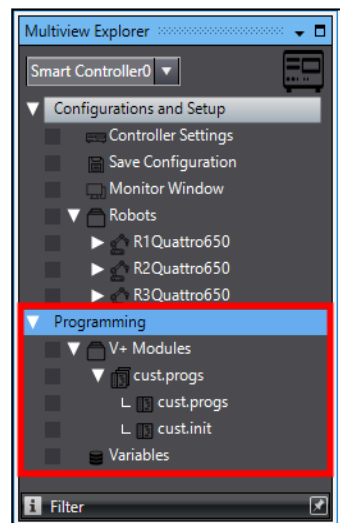 Multiview Explorer
Smart Controller0
Configurations and Setup
Controller Settings
Save Configuration
Monitor Window
Robots
R1Quattro650
R2Quattro650
R3Quattro650
Programming
V+ Modules
cust.progs
cust.progs
cust.init
Variables
Filter